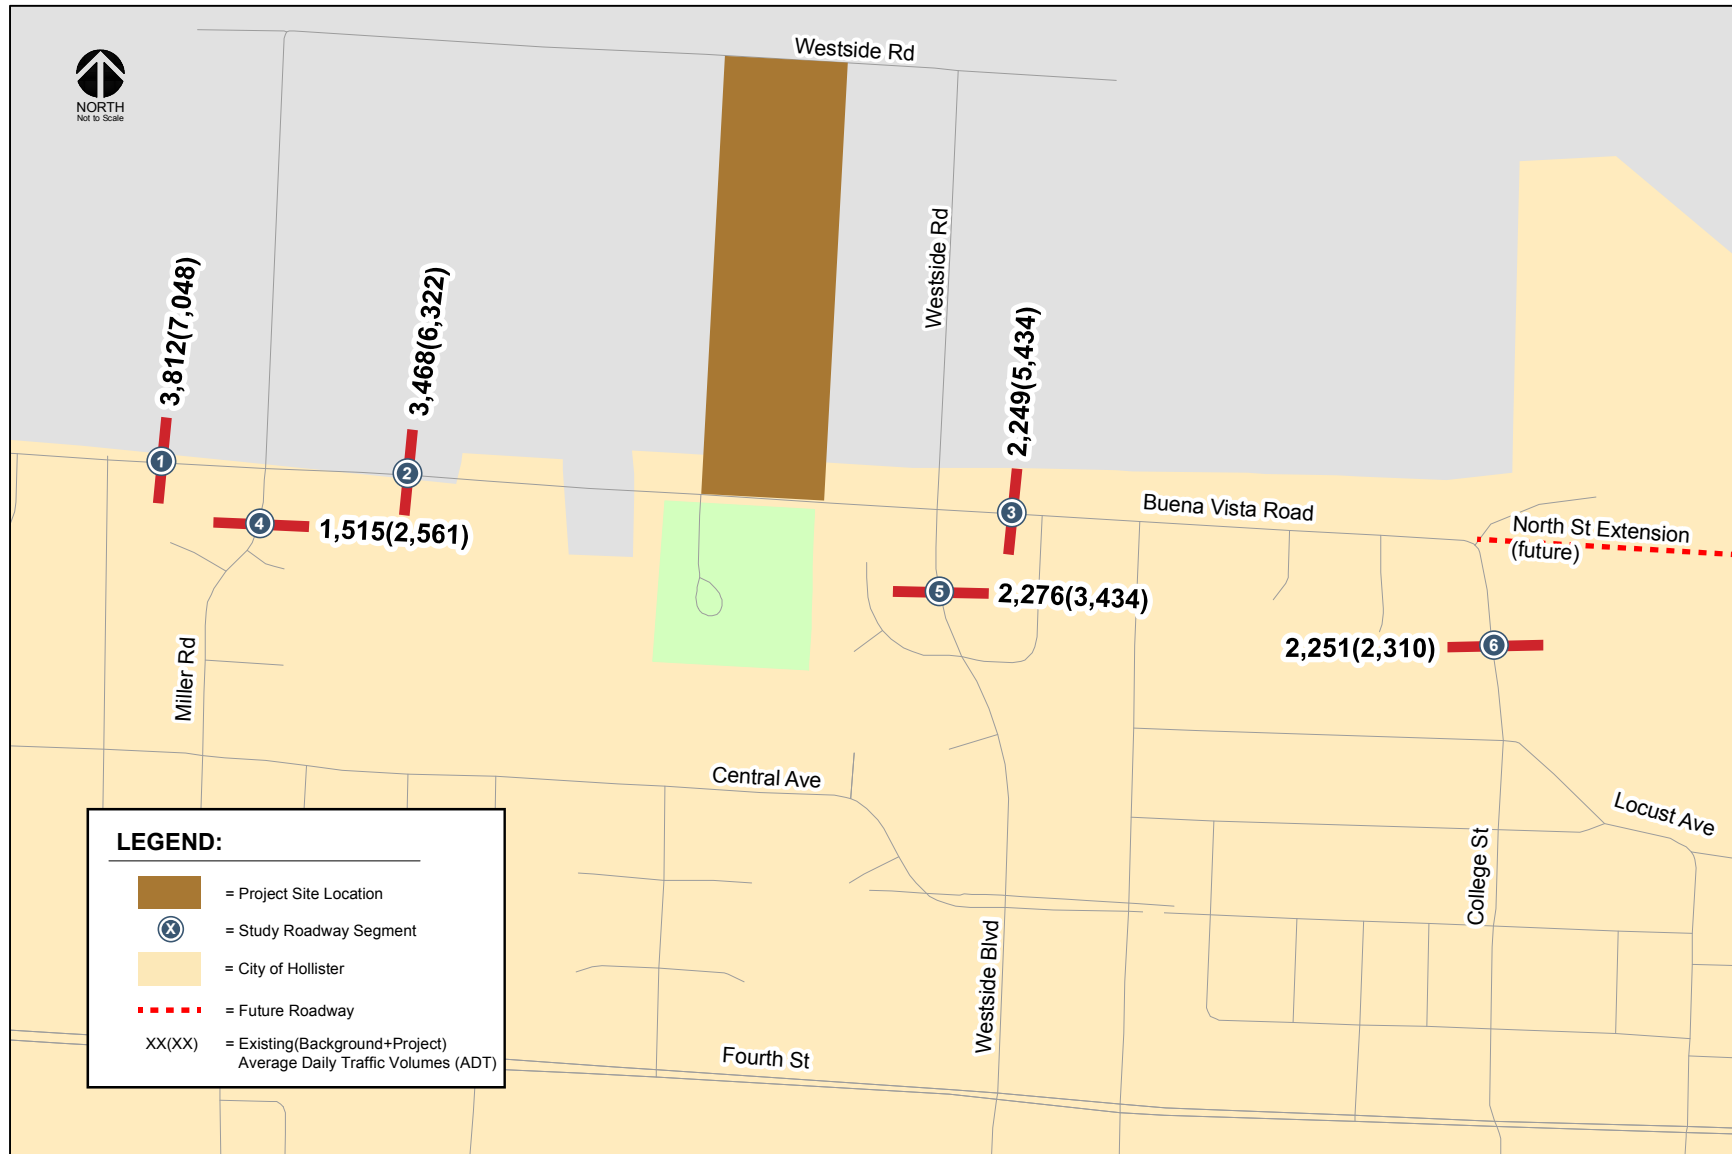 Westside Rd
NORTH
Not to Scale
Westside Rd
3,812(7,048)
3,468(6,322)
2,249(5,434)
1
2
3
Buena Vista Road
North St Extension
(future)
4
1,515(2,561)
5
2,276(3,434)
2,251(2,310)
6
Miller Rd
Central Ave
Locust Ave
College St
Westside Blvd
Fourth St
LEGEND:
= Project Site Location
X
= Study Roadway Segment
= City of Hollister
= Future Roadway
XX(XX)
= Existing(Background+Project)
Average Daily Traffic Volumes (ADT)